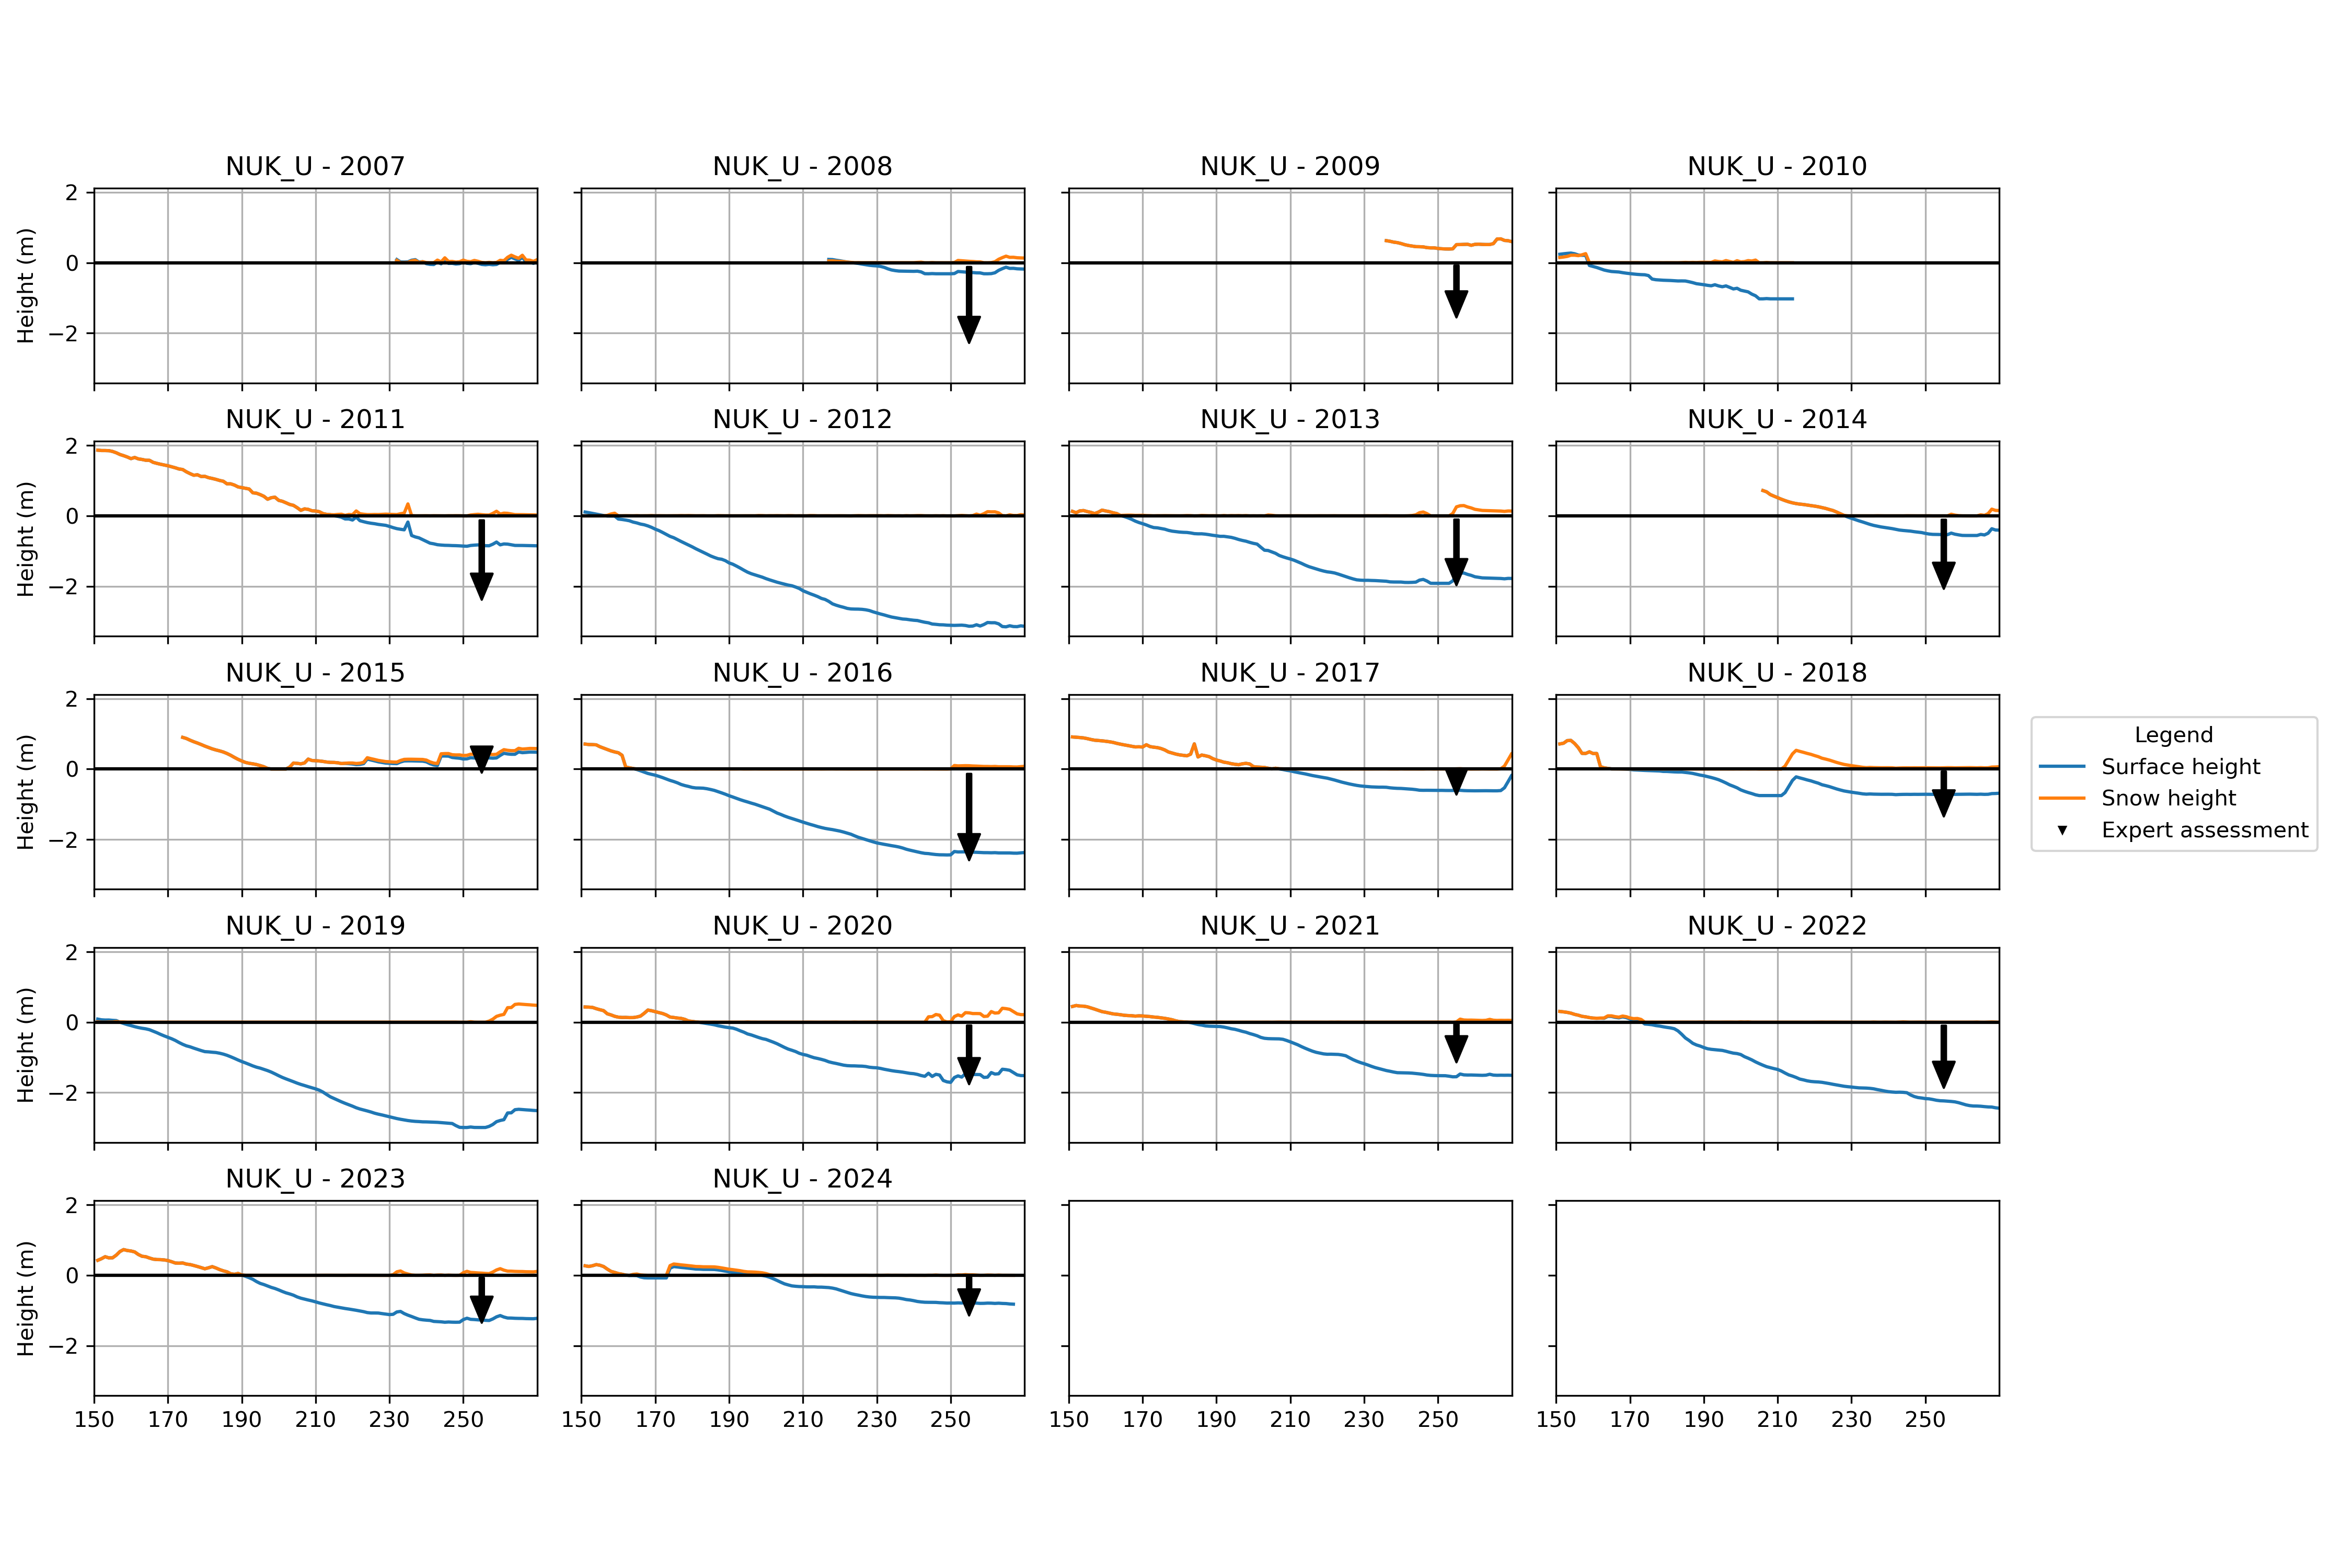 NUK_U - 2007 NUK_U - 2008 NUK_U - 2009 NUK_U - 2010
2
0
−2
Height (m)
NUK_U - 2011 NUK_U - 2012 NUK_U - 2013 NUK_U - 2014
2
0
−2
Height (m)
NUK_U - 2015 NUK_U - 2016 NUK_U - 2017 NUK_U - 2018
2
0
−2
Height (m)
Legend
Surface height
Snow height
Expert assessment
NUK_U - 2019 NUK_U - 2020 NUK_U - 2021 NUK_U - 2022
2
0
−2
Height (m)
NUK_U - 2023 NUK_U - 2024
2
0
−2
Height (m)
150 170 190 210 230 250 150 170 190 210 230 250 150 170 190 210 230 250 150 170 190 210 230 250